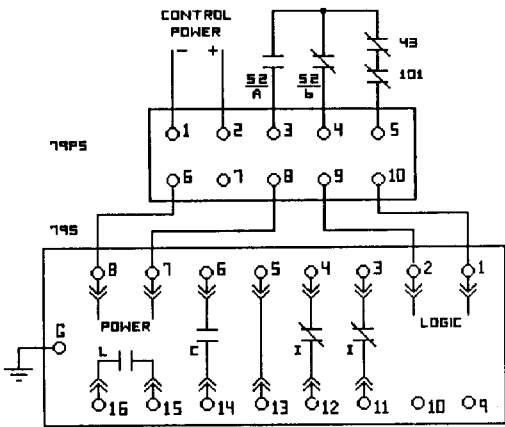 CONTROL
POWER
- +
52
A
52
b
43
101
1 2 3 4 5
79PS
6 7 8 9 10
79S
8 7 6 5 4 3 2 1
G
POWER
LOGIC
L C I I
16 15 14 13 12 11 10 9